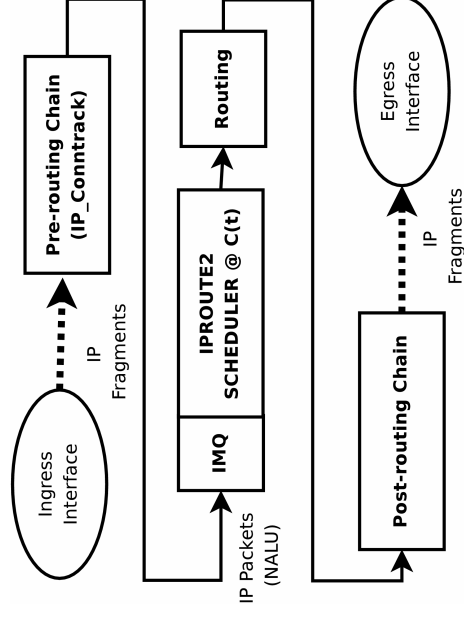 Ingress
Interface
IP
Fragments
Pre-routing Chain
(IP_Conntrack)
IP Packets
(NALU)
IMQ
IPROUTE2
SCHEDULER @ C(t)
Routing
Post-routing Chain
IP
Fragments
Egress
Interface